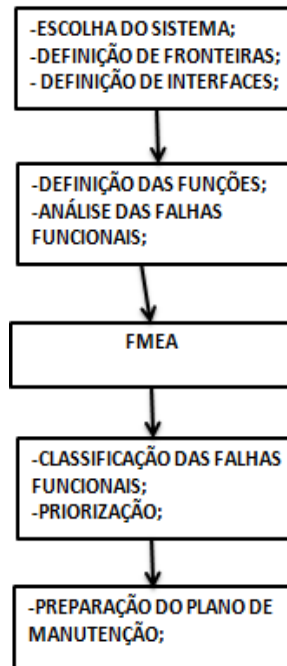 -ESCOLHA DO SISTEMA;
-DEFINIÇÃO DE FRONTEIRAS;
- DEFINIÇÃO DE INTERFACES;
-DEFINIÇÃO DAS FUNÇÕES;
-ANÁLISE DAS FALHAS
FUNCIONAIS;
FMEA
-CLASSIFICAÇÃO DAS FALHAS
FUNCIONAIS;
-PRIORIZAÇÃO;
-PREPARAÇÃO DO PLANO DE
MANUTENÇÃO;